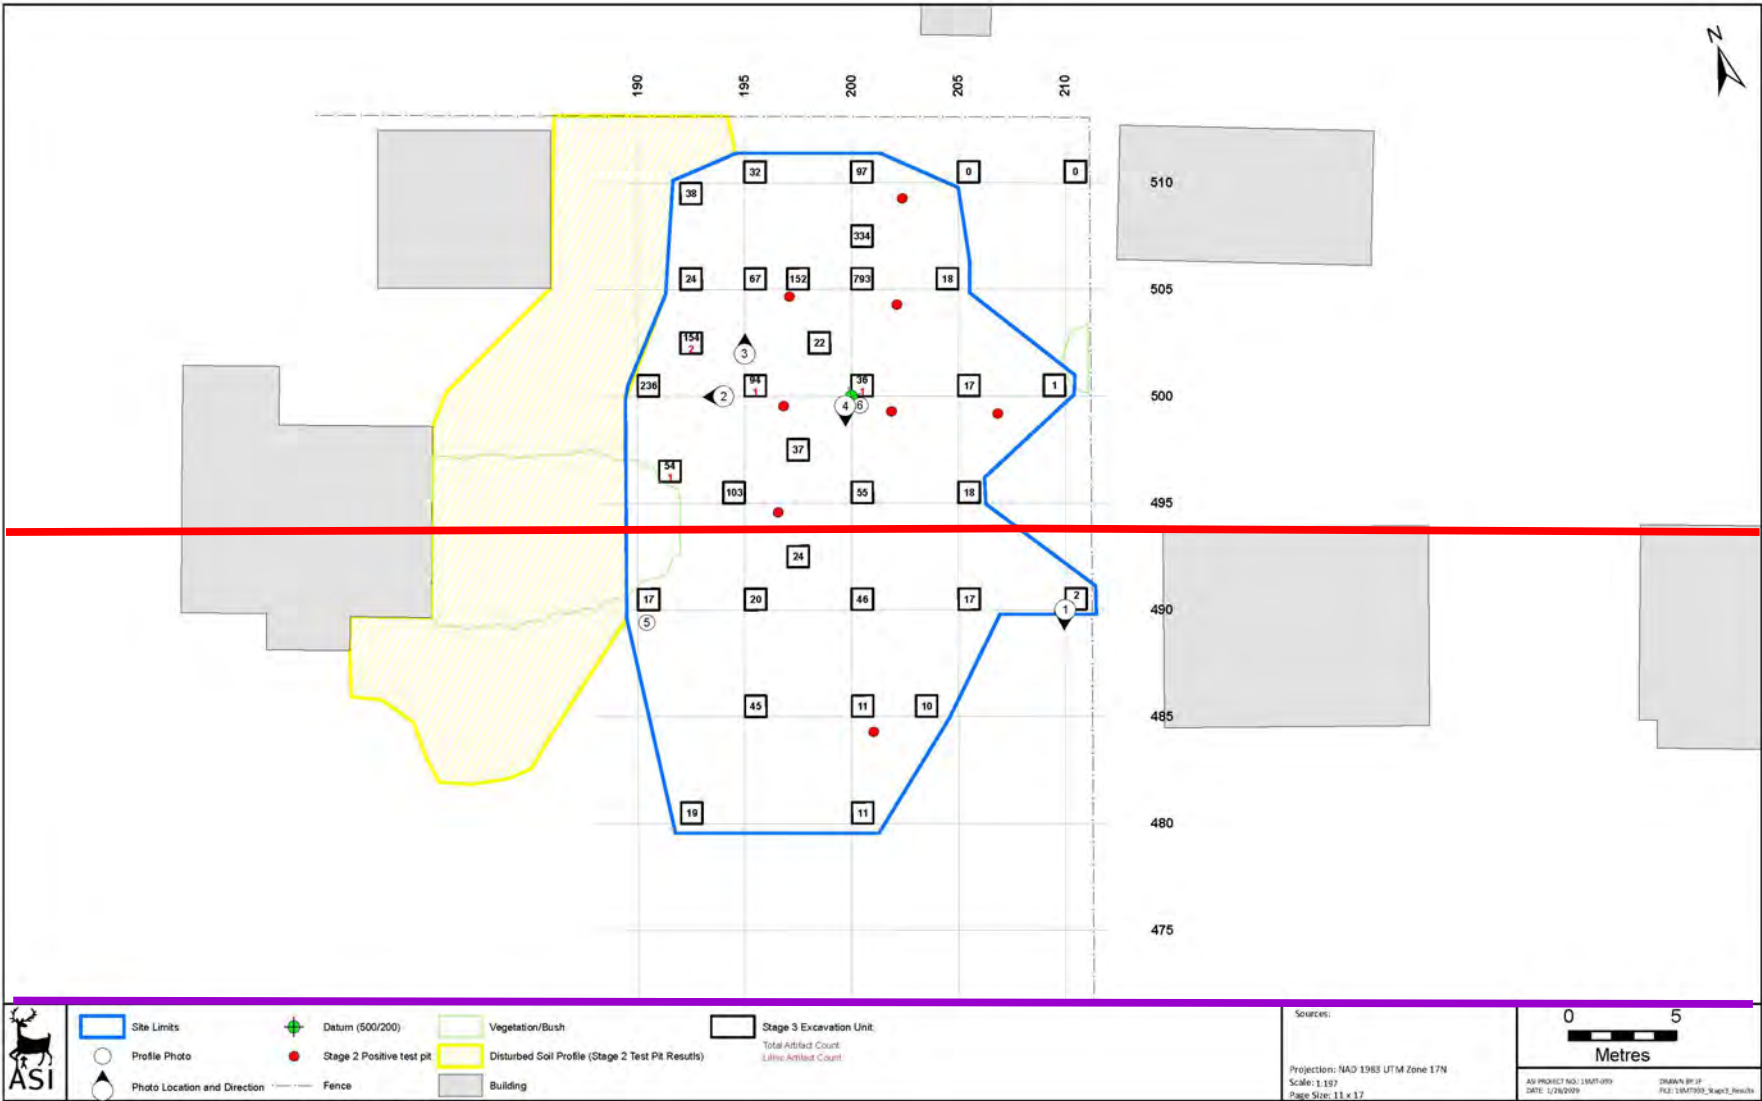 N
190 195 200 205 210
32 97 0 0
510
38
334
24 67 152 793 18
505
154 22
2 3
236 94 36 17 1
1 1
2 4 6
500
37
54
1
103 55 18
495
24
17 20 46 17 2
490
5 1
45 11 10
485
19 11
480
475
ASI
Site Limits
Profile Photo
Photo Location and Direction
Datum (500/200)
Stage 2 Positive test pit
Fence
Vegetation/Bush
Disturbed Soil Profile (Stage 2 Test Pit Resutls)
Building
Stage 3 Excavation Unit
Total Artifact Count
Lithic Artifact Count
Sources:
Projection: NAD 1983 UTM Zone 17N
Scale: 1:197
Page Size: 11 x 17
0 5
Metres